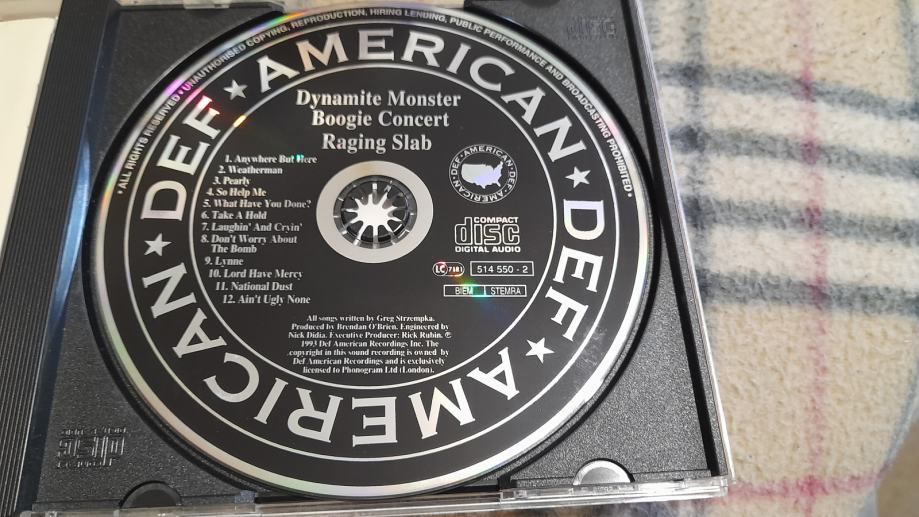 • ALL RIGHTS RESERVED • UNAUTHORISED COPYING, REPRODUCTION, HIRING LENDING, PUBLIC PERFORMANCE AND BROADCASTING PROHIBITED •
DEF ★ AMERICAN ★ DEF ★ AMERICAN ★
Dynamite Monster
Boogie Concert
Raging Slab
1. Anywhere But Here
2. Weatherman
3. Pearly
4. So Help Me
5. What Have You Done?
6. Take A Hold
7. Laughin' And Cryin'
8. Don't Worry About
The Bomb
9. Lynne
10. Lord Have Mercy
11. National Dust
12. Ain't Ugly None
DEF•AMERICAN•DEF•AMERICAN•
COMPACT
disc
DIGITAL AUDIO
LC 7181
514 550 - 2
BIEM STEMRA
All songs written by Greg Strzempka.
Produced by Brendan O'Brien. Engineered by
Nick Didia. Executive Producer: Rick Rubin. ℗
1993 Def American Recordings Inc. The
copyright in this sound recording is owned by
Def American Recordings and is exclusively
licensed to Phonogram Ltd (London).